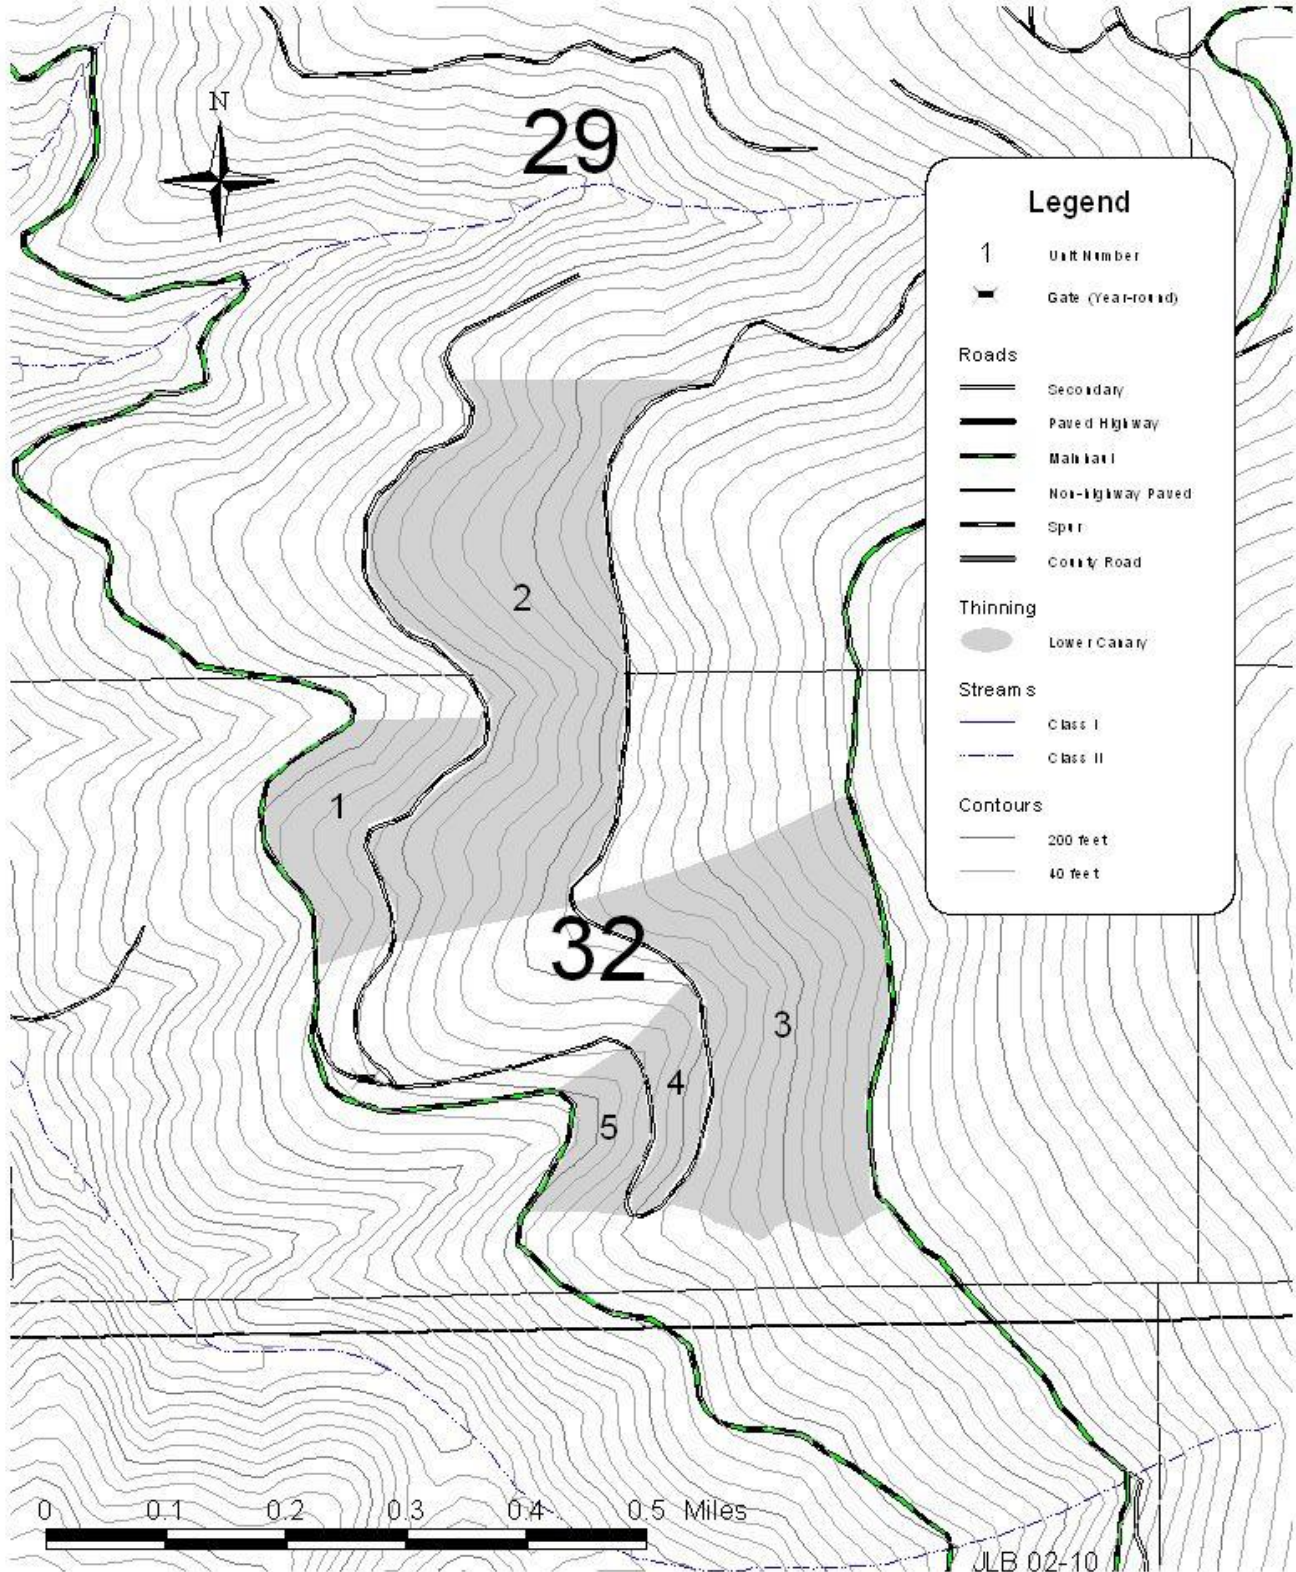 N
29
Legend
1 Unit Number
Gate (Year-round)
Roads
Secondary
Paved Highway
Mainhaul
Non-highway Paved
Spur
County Road
Thinning
Lower Canary
Streams
Class I
Class II
Contours
200 feet
40 feet
2
1
32
3
4
5
0 0.1 0.2 0.3 0.4 0.5 Miles
JLB 02-10